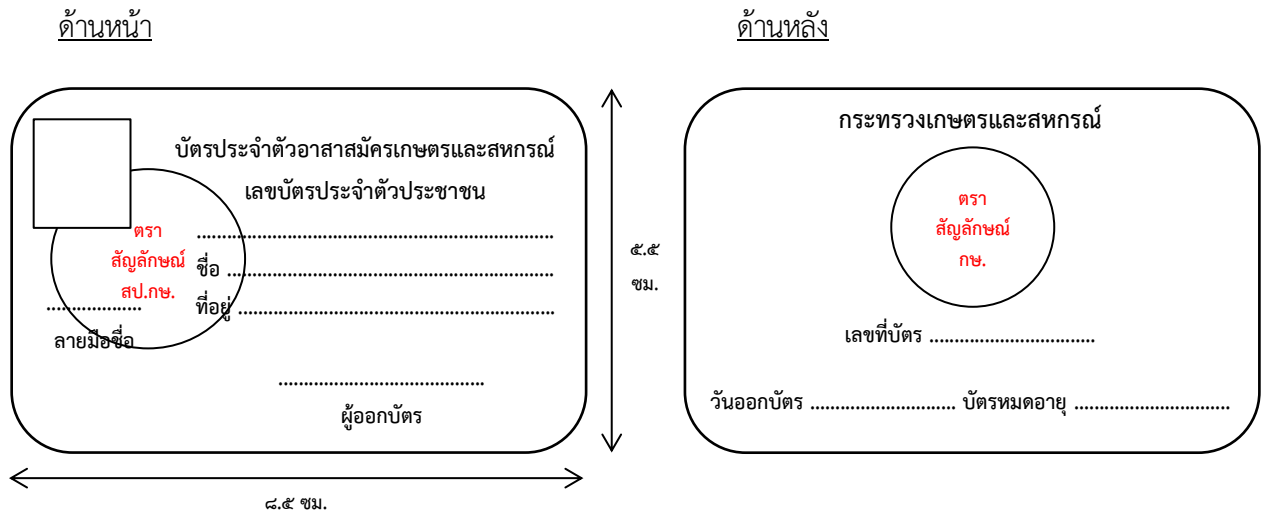 ด้านหน้า
บัตรประจำตัวอาสาสมัครเกษตรและสหกรณ์
เลขบัตรประจำตัวประชาชน
ตรา
สัญลักษณ์
สป.กษ.
................................................................................
ชื่อ .........................................................................
ที่อยู่ .......................................................................
...................
ลายมือชื่อ
.........................................
ผู้ออกบัตร
๘.๕ ซม.
๕.๕
ซม.
ด้านหลัง
กระทรวงเกษตรและสหกรณ์
ตรา
สัญลักษณ์
กษ.
เลขที่บัตร .................................
วันออกบัตร ............................. บัตรหมดอายุ ...............................